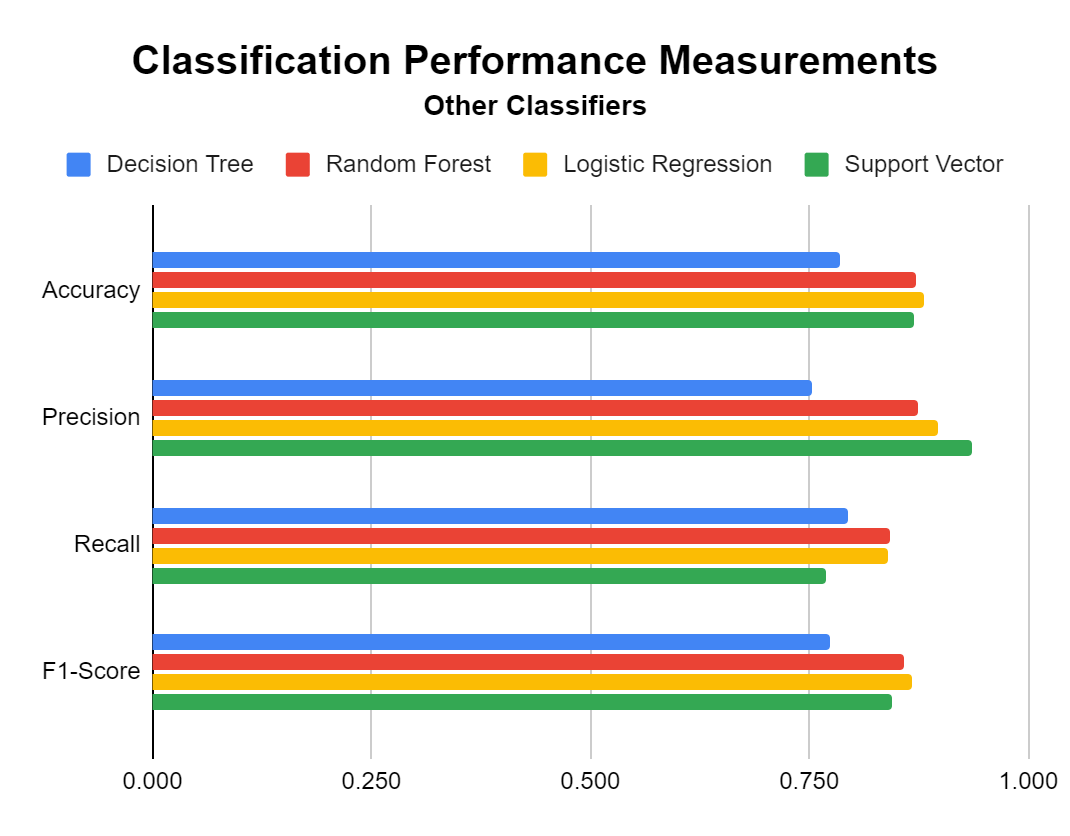 Classification Performance Measurements
Other Classifiers
Decision Tree Random Forest Logistic Regression Support Vector
Accuracy
Precision
Recall
F1-Score
0.000 0.250 0.500 0.750 1.000